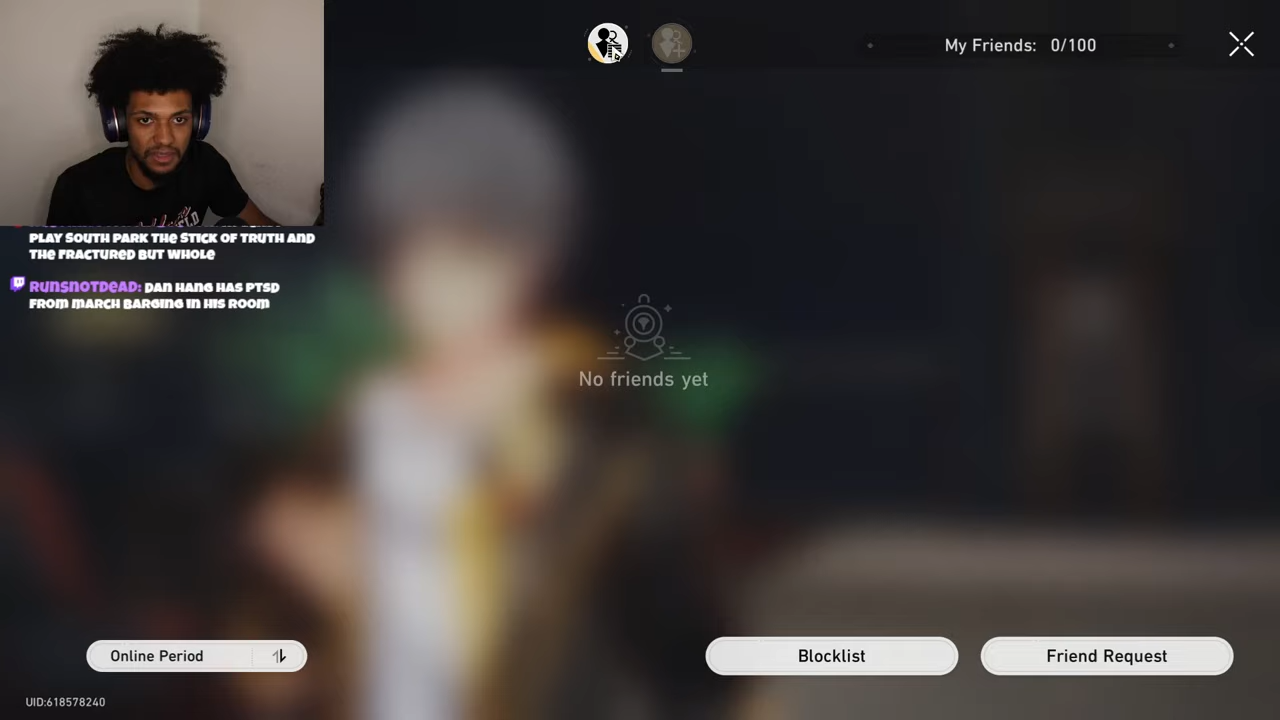 My Friends: 0/100
PLAY SOUTH PARK THE STICK OF TRUTH AND
THE FRACTURED BUT WHOLE
RUNSNOTDEAD: DAN HANG HAS PTSD
FROM MARCH BARGING IN HIS ROOM
No friends yet
Online Period
Blocklist
Friend Request
UID:618578240